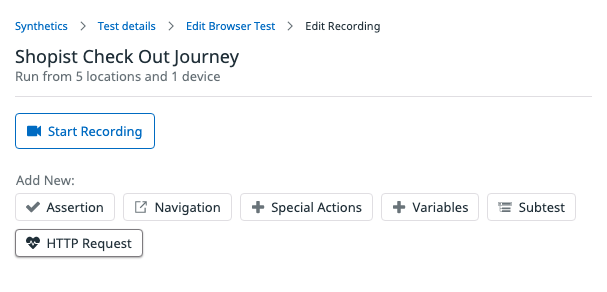 Synthetics > Test details > Edit Browser Test > Edit Recording
Shopist Check Out Journey
Run from 5 locations and 1 device
Start Recording
Add New:
Assertion Navigation Special Actions Variables Subtest
HTTP Request